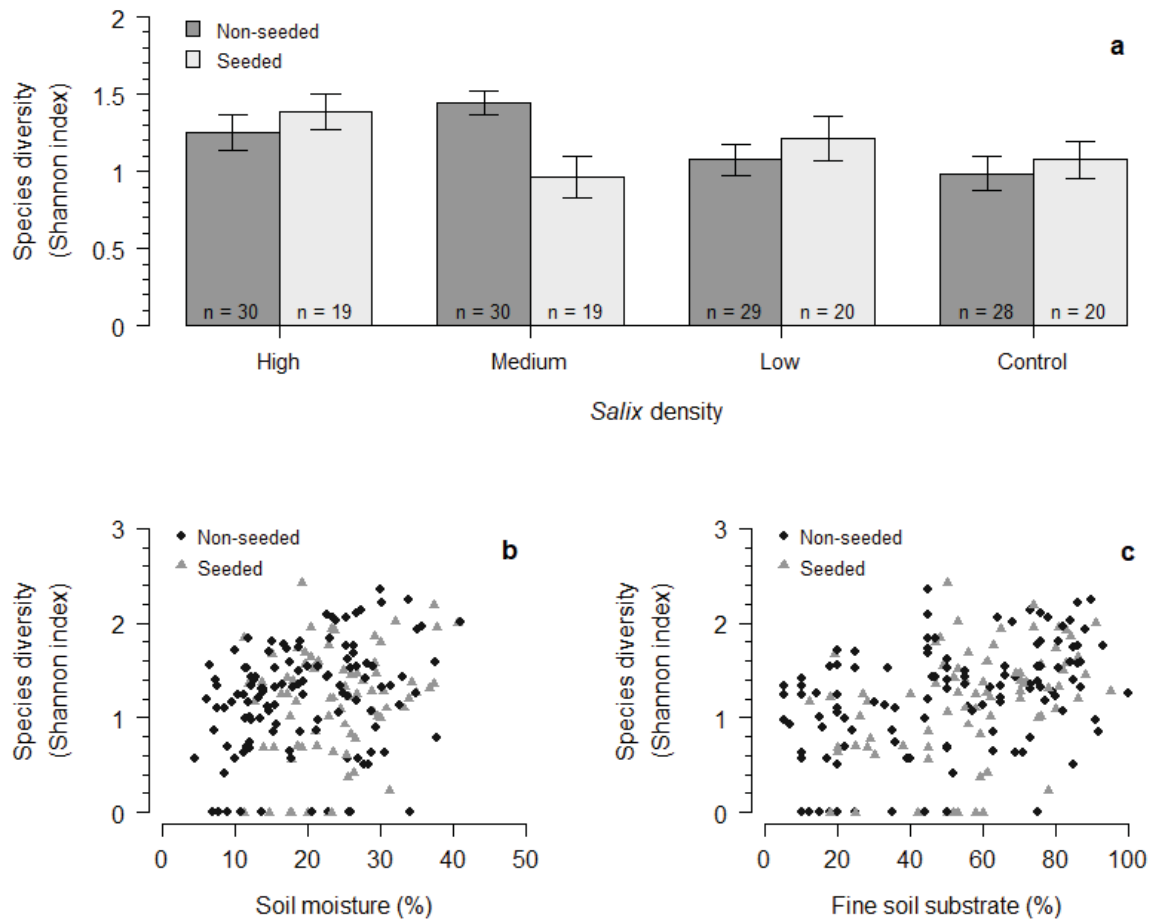 Species diversity
(Shannon index)
2
1.5
1
0.5
0
Non-seeded
Seeded
a
n = 30
n = 19
n = 30
n = 19
n = 29
n = 20
n = 28
n = 20
High
Medium
Low
Control
Salix density
Species diversity
(Shannon index)
3
2
1
0
Non-seeded
Seeded
b
0
10
20
30
40
50
Soil moisture (%)
Species diversity
(Shannon index)
3
2
1
0
Non-seeded
Seeded
c
0
20
40
60
80
100
Fine soil substrate (%)